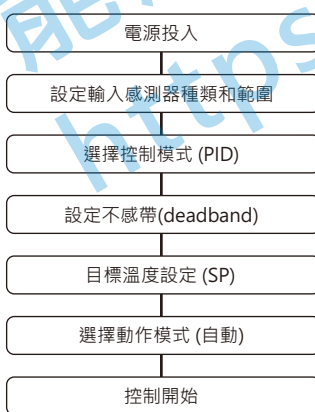 電源投入
設定輸入感測器種類和範圍
選擇控制模式 (PID)
設定不感帶(deadband)
目標溫度設定 (SP)
選擇動作模式 (自動)
控制開始
能
https